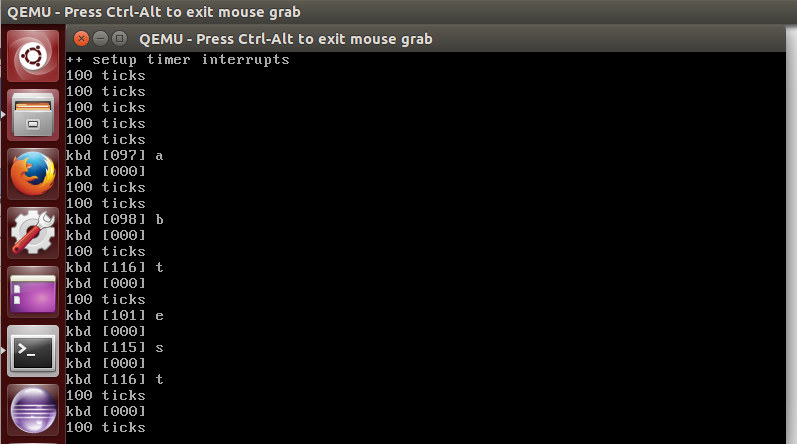 QEMU - Press Ctrl-Alt to exit mouse grab
QEMU - Press Ctrl-Alt to exit mouse grab
++ setup timer interrupts
100 ticks
100 ticks
100 ticks
100 ticks
100 ticks
kbd [097] a
kbd [000]
100 ticks
100 ticks
kbd [098] b
kbd [000]
100 ticks
kbd [116] t
kbd [000]
100 ticks
kbd [101] e
kbd [000]
kbd [115] s
kbd [000]
kbd [116] t
100 ticks
kbd [000]
100 ticks